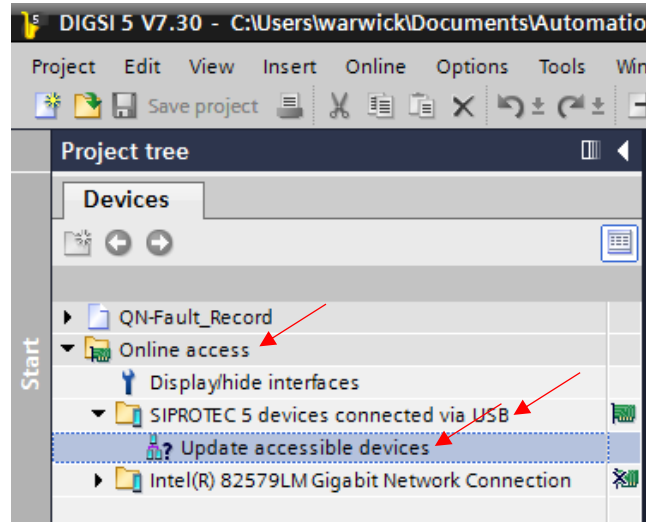 DIGSI 5 V7.30 - C:\Users\warwick\Documents\Automatio
Project Edit View Insert Online Options Tools Win
Save project
Project tree
Devices
QN-Fault_Record
Online access
Display/hide interfaces
SIPROTEC 5 devices connected via USB
Update accessible devices
Intel(R) 82579LM Gigabit Network Connection
Start